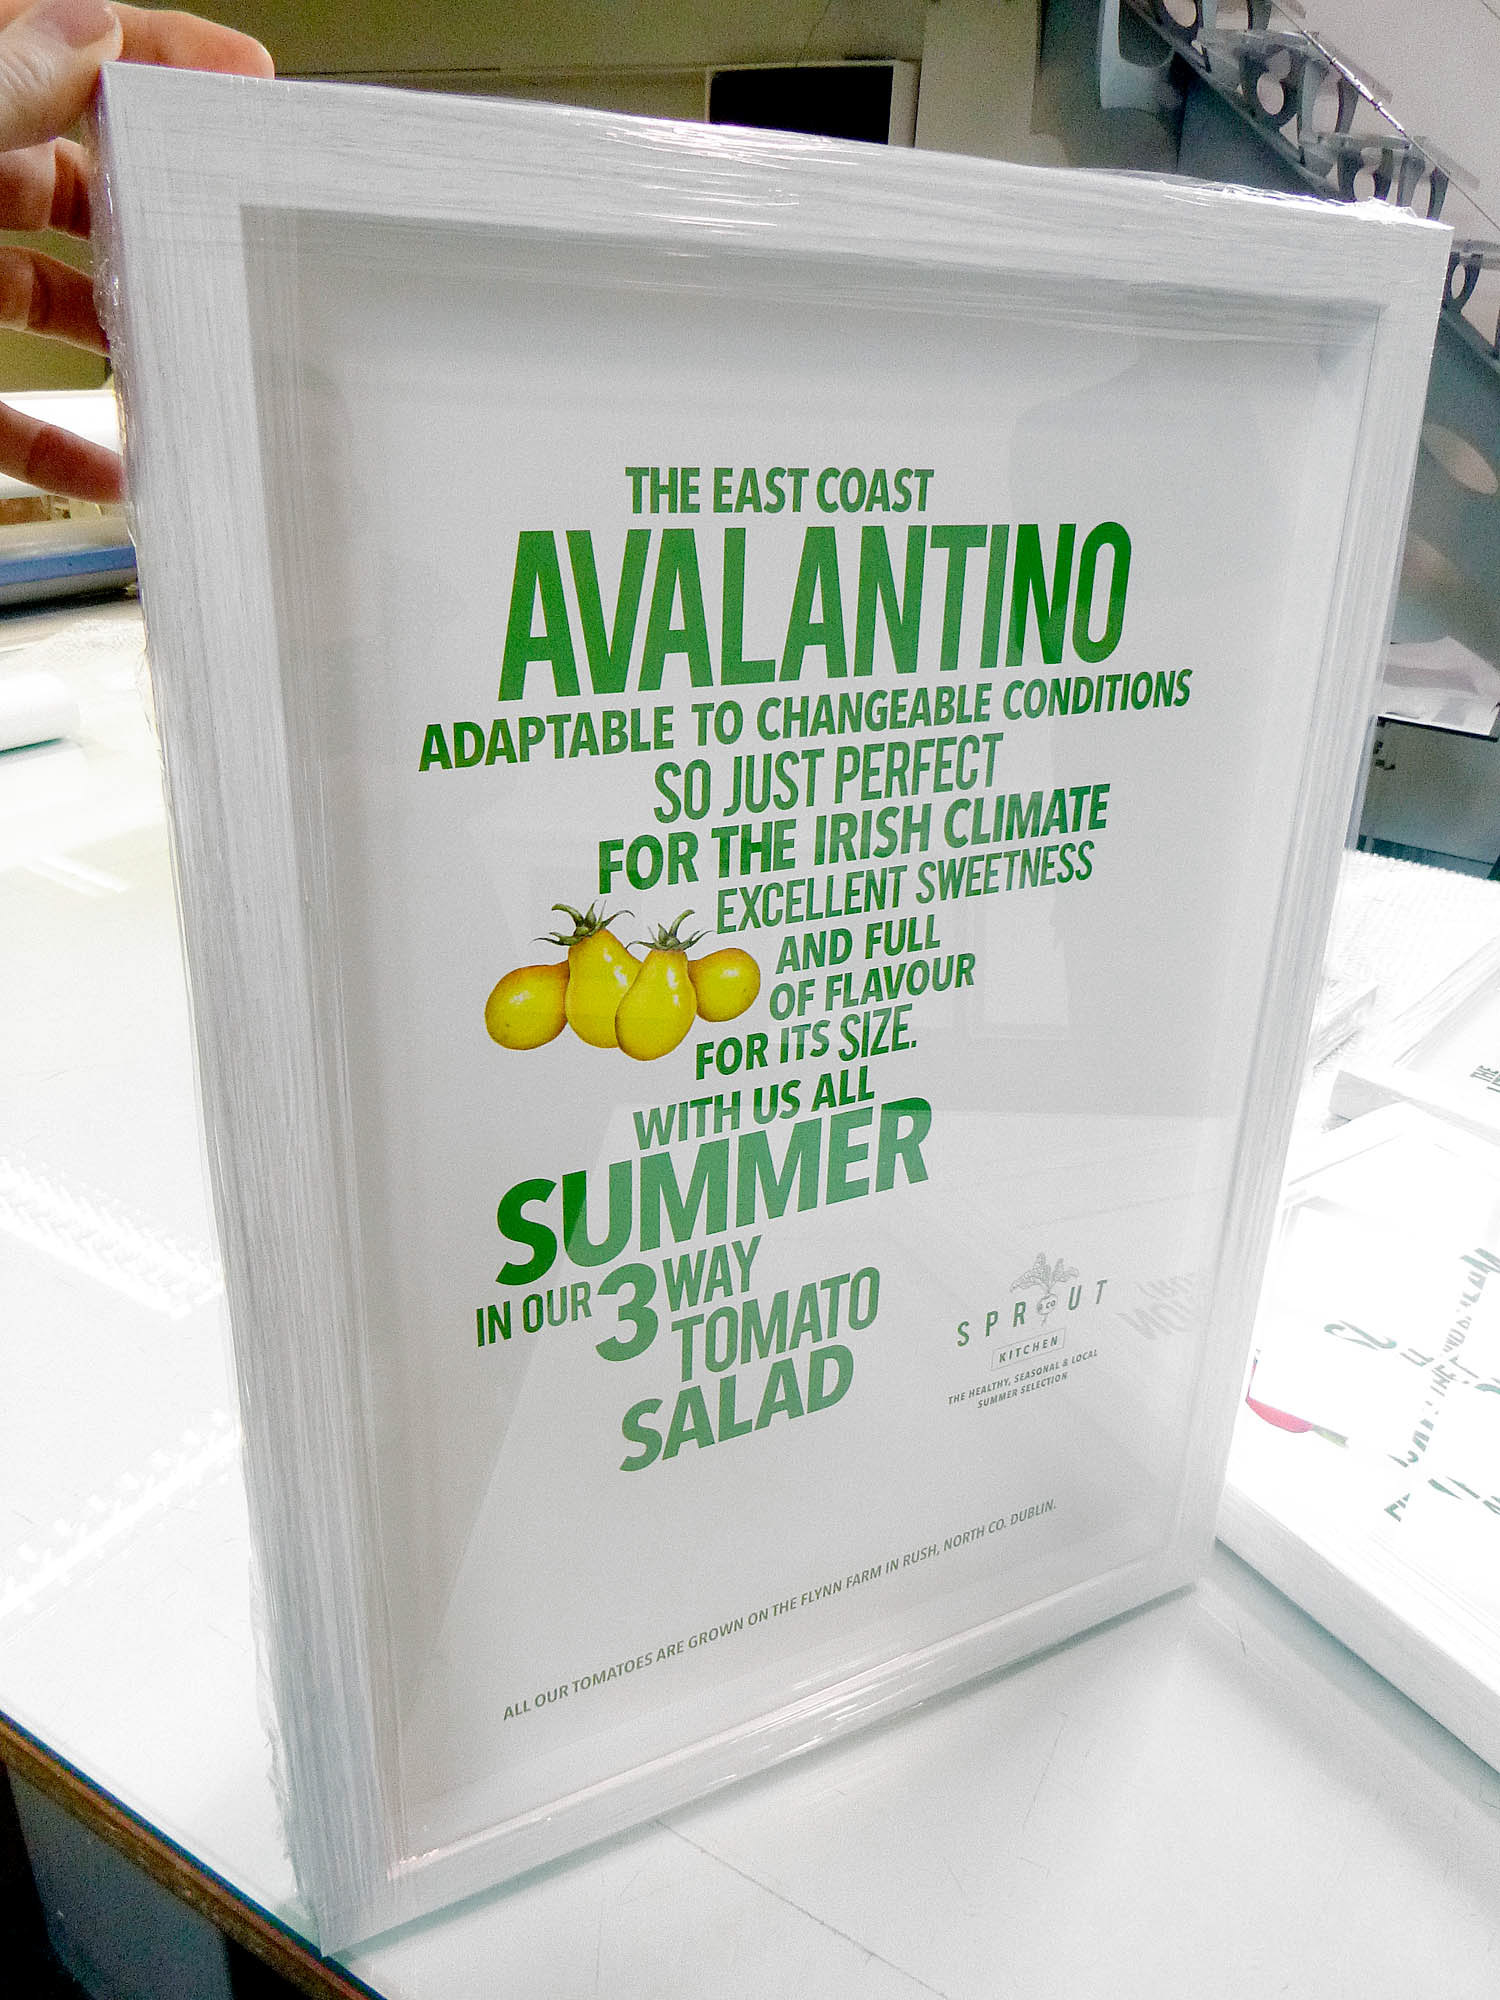 THE EAST COAST
AVALANTINO
ADAPTABLE TO CHANGEABLE CONDITIONS
SO JUST PERFECT
FOR THE IRISH CLIMATE
EXCELLENT SWEETNESS
AND FULL
OF FLAVOUR
FOR ITS SIZE.
WITH US ALL
SUMMER
IN OUR 3 WAY
TOMATO
SALAD
SPROUT
& CO
KITCHEN
THE HEALTHY, SEASONAL & LOCAL
SUMMER SELECTION
ALL OUR TOMATOES ARE GROWN ON THE FLYNN FARM IN RUSH, NORTH CO. DUBLIN.